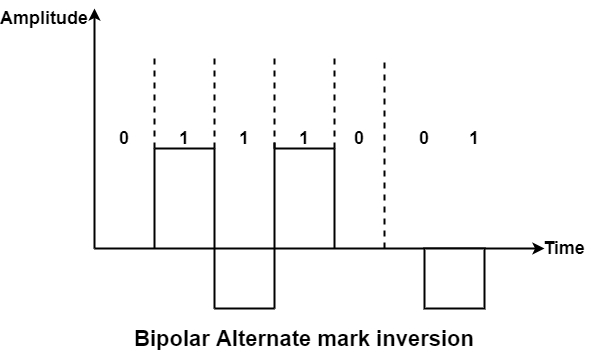 Amplitude
0 1 1 1 0 0 1
Time
Bipolar Alternate mark inversion